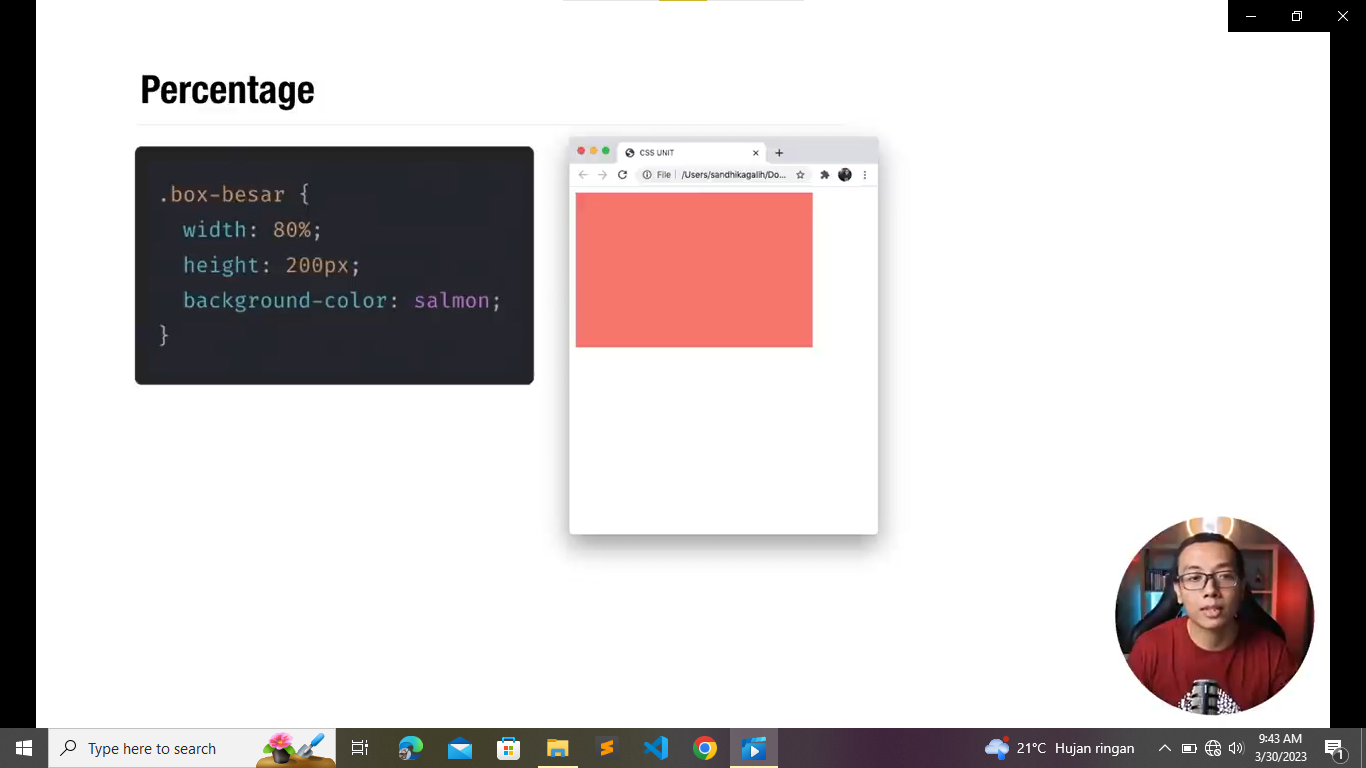 Percentage
.box-besar {
width: 80%;
height: 200px;
background-color: salmon;
}
CSS UNIT
File
/Users/sandhikagalih/Do...
Type here to search
21°C Hujan ringan
9:43 AM
3/30/2023
1